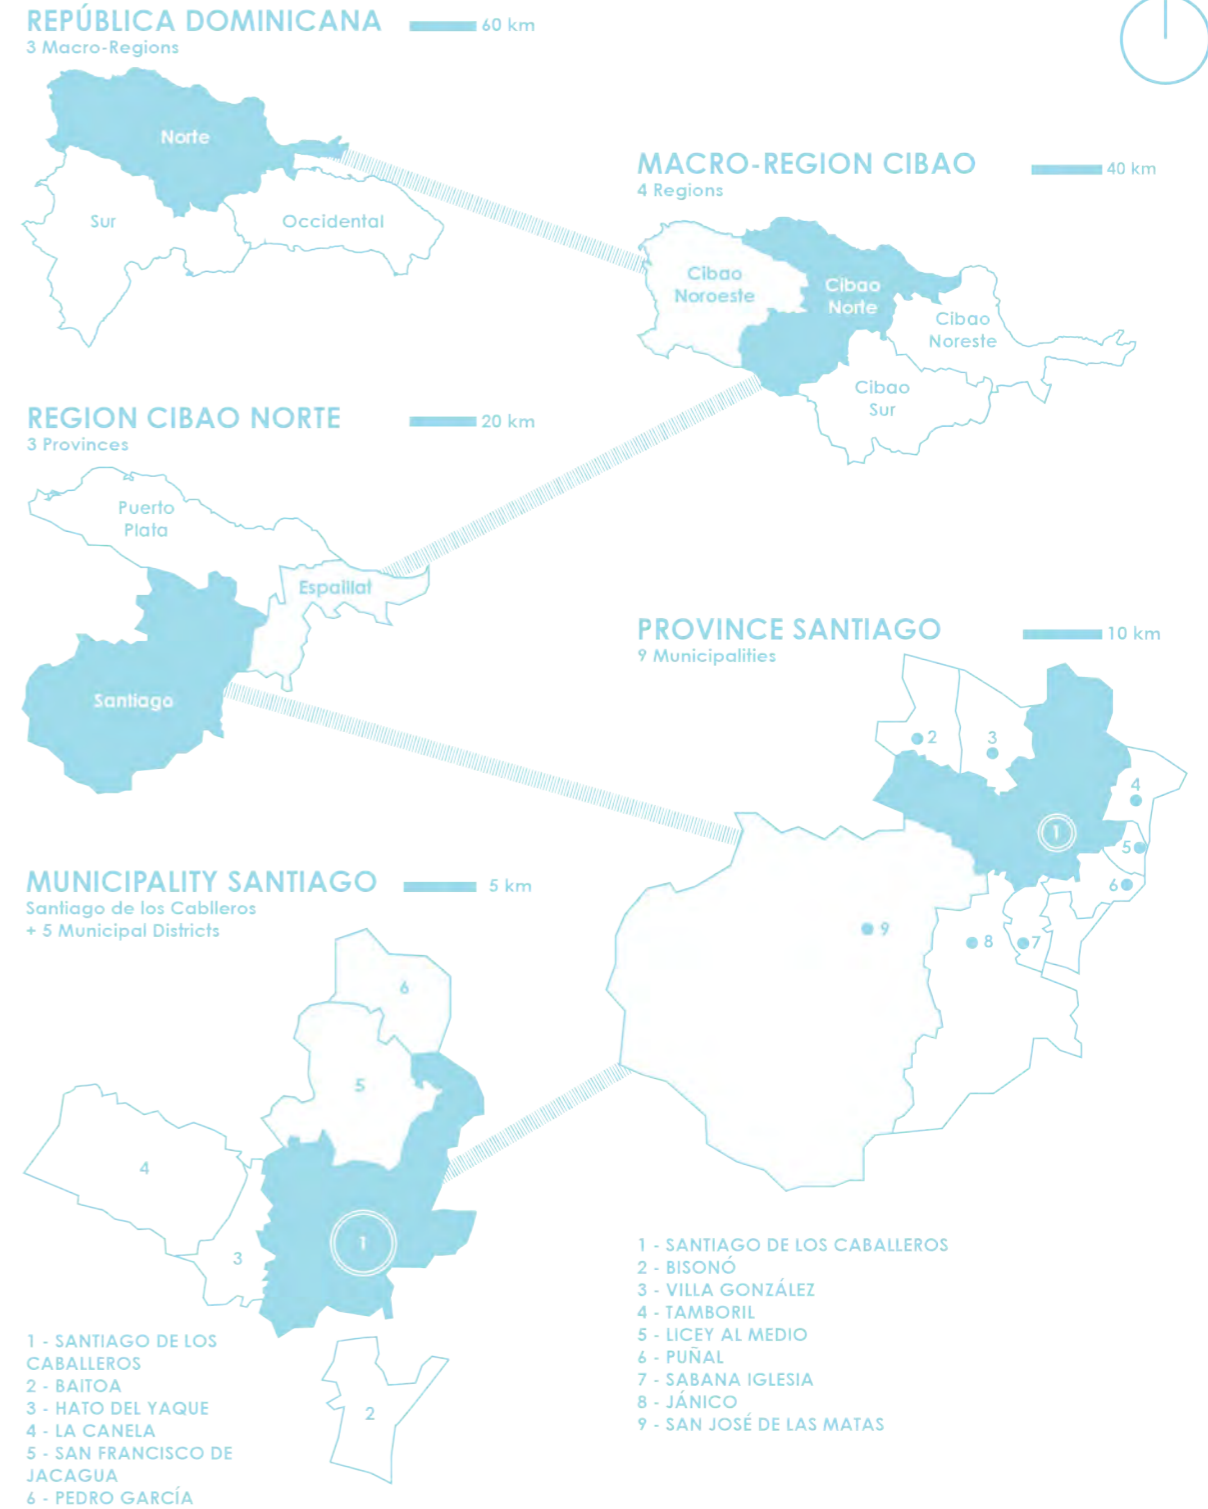 REPÚBLICA DOMINICANA
60 km
3 Macro-Regions
Norte
Sur
Occidental
MACRO-REGION CIBAO
40 km
4 Regions
Cibao
Noroeste
Cibao
Norte
Cibao
Noreste
Cibao
Sur
REGION CIBAO NORTE
20 km
3 Provinces
Puerto
Plata
Espaillat
Santiago
PROVINCE SANTIAGO
10 km
9 Municipalities
2
3
4
1
5
6
9
8
7
1 - SANTIAGO DE LOS CABALLEROS
2 - BISONÓ
3 - VILLA GONZÁLEZ
4 - TAMBORIL
5 - LICEY AL MEDIO
6 - PUÑAL
7 - SABANA IGLESIA
8 - JÁNICO
9 - SAN JOSÉ DE LAS MATAS
MUNICIPALITY SANTIAGO
5 km
Santiago de los Cablleros
+ 5 Municipal Districts
6
5
4
1
3
2
1 - SANTIAGO DE LOS
CABALLEROS
2 - BAITOA
3 - HATO DEL YAQUE
4 - LA CANELA
5 - SAN FRANCISCO DE
JACAGUA
6 - PEDRO GARCÍA